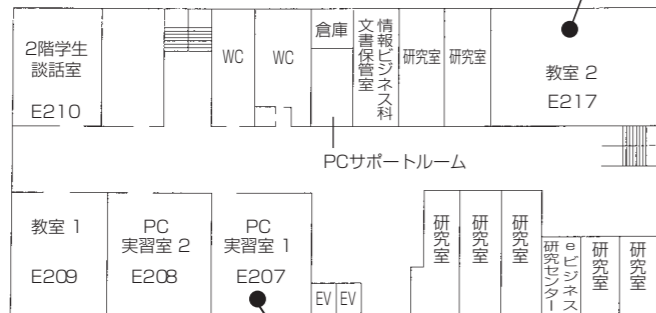 2階学生
談話室
E210
WC
WC
倉庫
情報ビジネス科
文書保管室
研究室
研究室
教室 2
E217
PCサポートルーム
教室 1
E209
PC
実習室 2
E208
PC
実習室 1
E207
EV
EV
研究室
研究室
研究室
eビジネス
研究センター
研究室
研究室